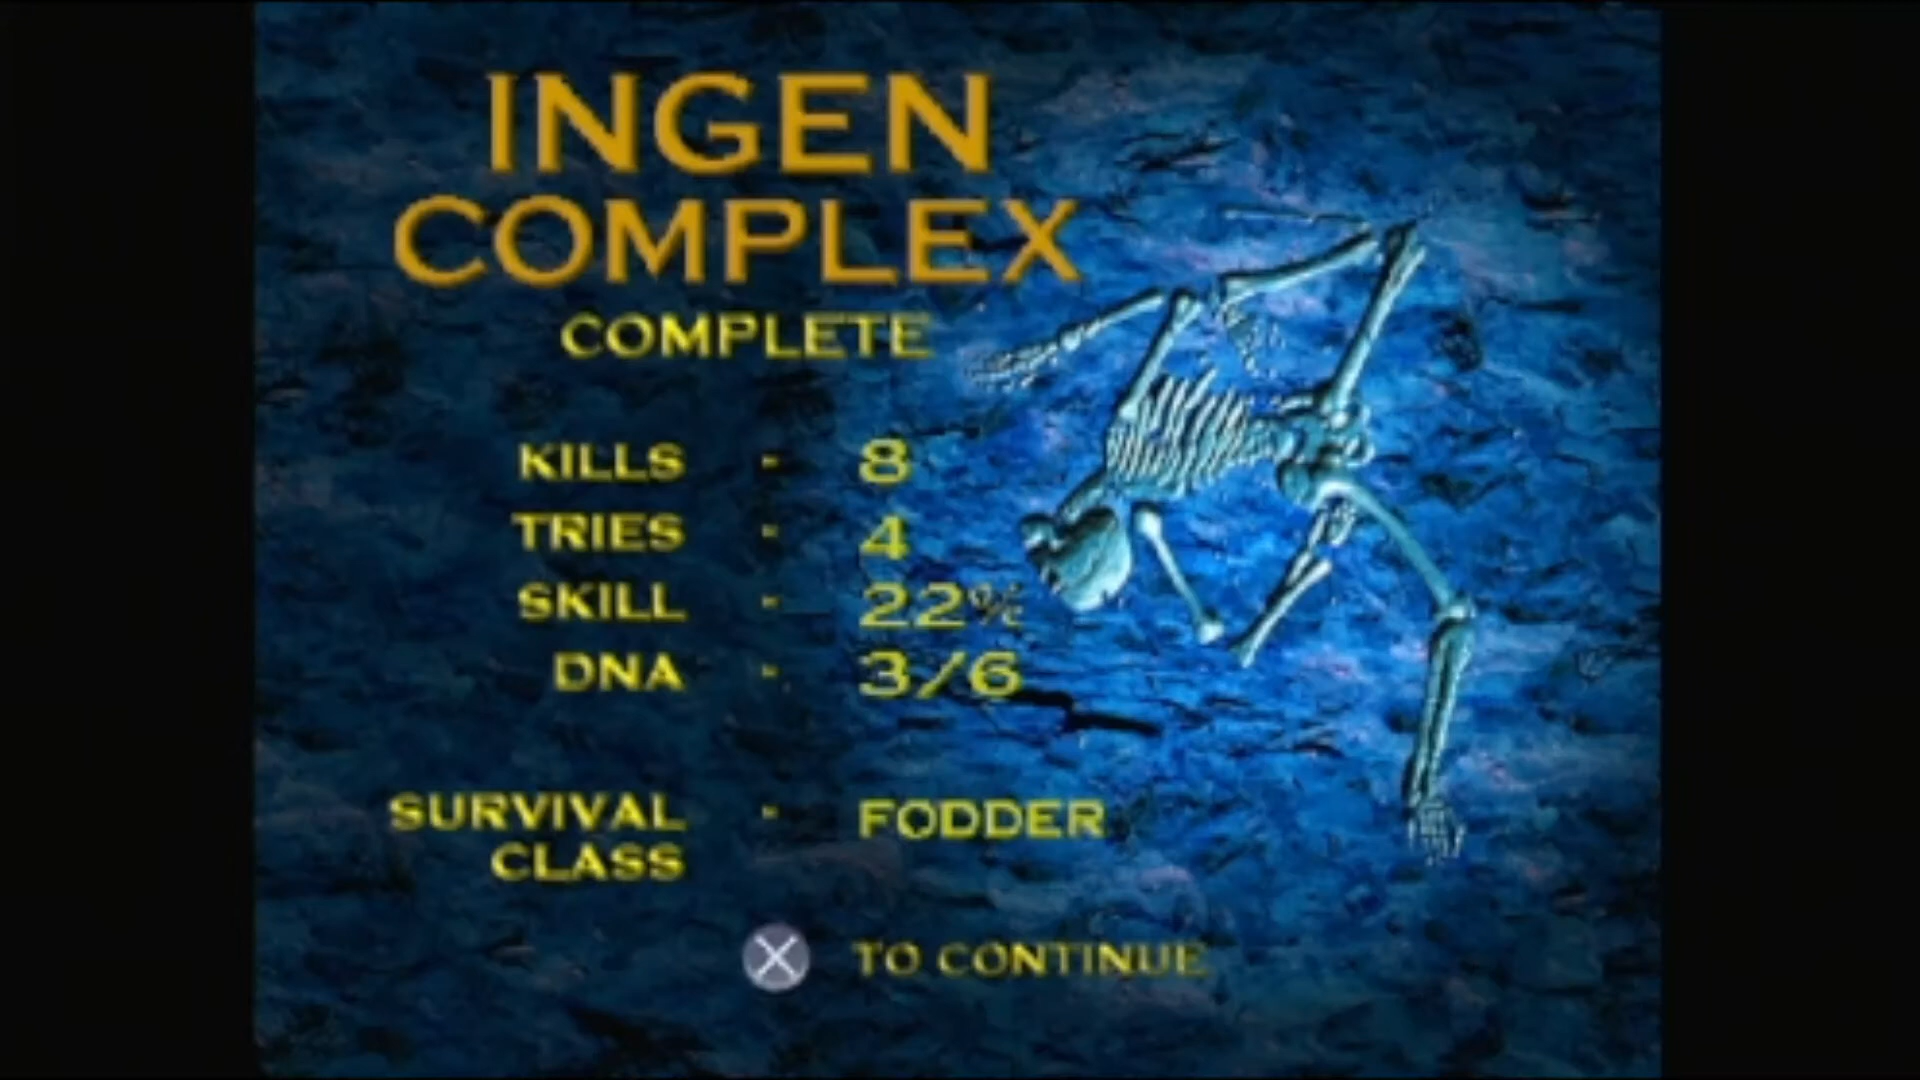 INGEN
COMPLEX
COMPLETE
KILLS - 8
TRIES - 4
SKILL - 22%
DNA - 3/6
SURVIVAL - FODDER
CLASS
TO CONTINUE